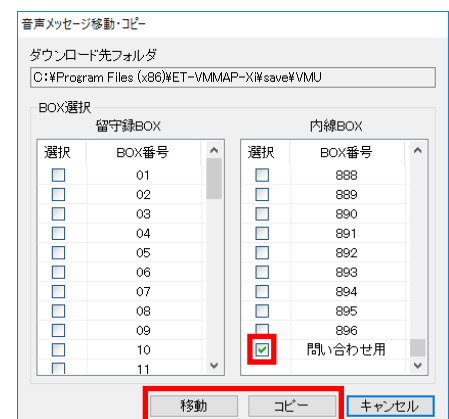 音声メッセージ移動・コピー
ダウンロード先フォルダ
C:¥Program Files (x86)¥ET-VMMAP-Xi¥save¥VMU
BOX選択
留守録BOX 内線BOX
選択 BOX番号 選択 BOX番号
01 888
02 889
03 890
04 891
05 892
06 893
07 894
08 895
09 896
10 問い合わせ用
11
移動 コピー キャンセル